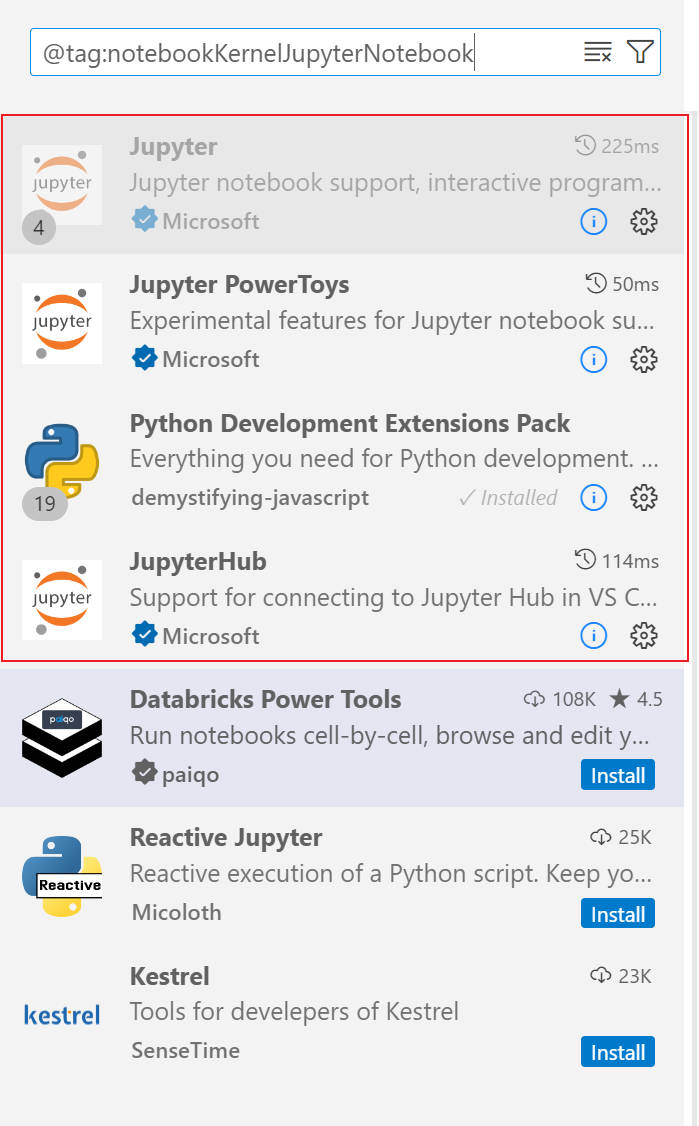 @tag:notebookKernelJupyterNotebook
Jupyter 225ms
jupyter
Jupyter notebook support, interactive program...
4
Microsoft
Jupyter PowerToys 50ms
jupyter
Experimental features for Jupyter notebook su...
Microsoft
Python Development Extensions Pack
Everything you need for Python development. ...
19
demystifying-javascript ✓ Installed
JupyterHub 114ms
jupyter
Support for connecting to Jupyter Hub in VS C...
Microsoft
Databricks Power Tools 108K ★ 4.5
paiqo
Run notebooks cell-by-cell, browse and edit y...
paiqo Install
Reactive Jupyter 25K
Reactive
Reactive execution of a Python script. Keep yo...
Micoloth Install
Kestrel 23K
kestrel
Tools for develepers of Kestrel
SenseTime Install